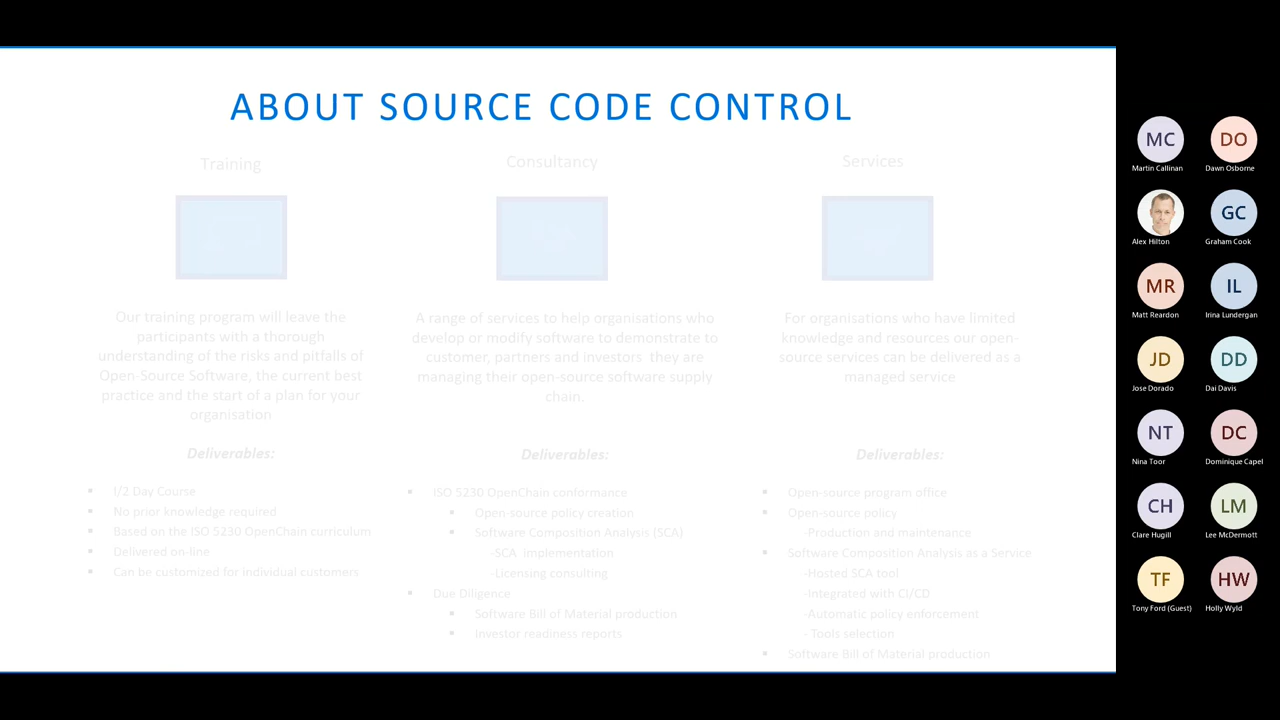 ABOUT SOURCE CODE CONTROL
Training
Our training program will leave the
participants with a thorough
understanding of the risks and pitfalls of
Open-Source Software, the current best
practice and the start of a plan for your
organisation
Deliverables:
▪ I/2 Day Course
▪ No prior knowledge required
▪ Based on the ISO 5230 OpenChain curriculum
▪ Delivered on-line
▪ Can be customized for individual customers
Consultancy
A range of services to help organisations who
develop or modify software to demonstrate to
customer, partners and investors they are
managing their open-source software supply
chain.
Deliverables:
▪ ISO 5230 OpenChain conformance
▪ Open-source policy creation
▪ Software Composition Analysis (SCA)
-SCA implementation
-Licensing consulting
▪ Due Diligence
▪ Software Bill of Material production
▪ Investor readiness reports
Services
For organisations who have limited
knowledge and resources our open-
source services can be delivered as a
managed service
Deliverables:
▪ Open-source program office
▪ Open-source policy
-Production and maintenance
▪ Software Composition Analysis as a Service
-Hosted SCA tool
-Integrated with CI/CD
-Automatic policy enforcement
- Tools selection
▪ Software Bill of Material production
MC DO
Martin Callinan Dawn Osborne
GC
Alex Hilton Graham Cook
MR IL
Matt Reardon Irina Lundergan
JD DD
Jose Dorado Dai Davis
NT DC
Nina Toor Dominique Capel
CH LM
Clare Hugill Lee McDermott
TF HW
Tony Ford (Guest) Holly Wyld